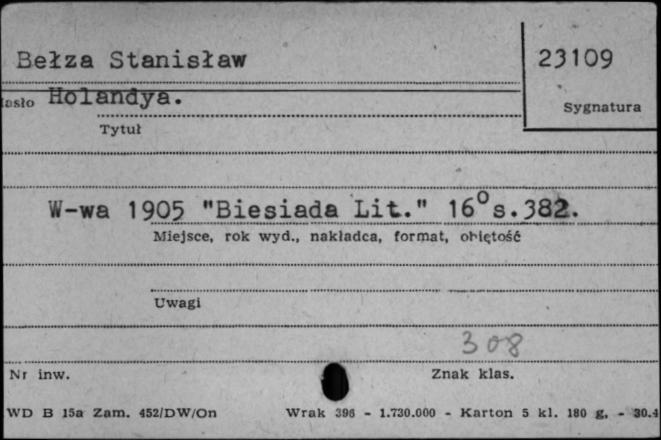 Bełza Stanisław
23109
Hasło Holandya.
Sygnatura
Tytuł
W-wa 1905 "Biesiada Lit." 16⁰ s.382.
Miejsce, rok wyd., nakładca, format, objętość
Uwagi
308
Nr inw.
Znak klas.
WD B 15a Zam. 452/DW/On Wrak 396 - 1.730.000 - Karton 5 kl. 180 g, - 30.4